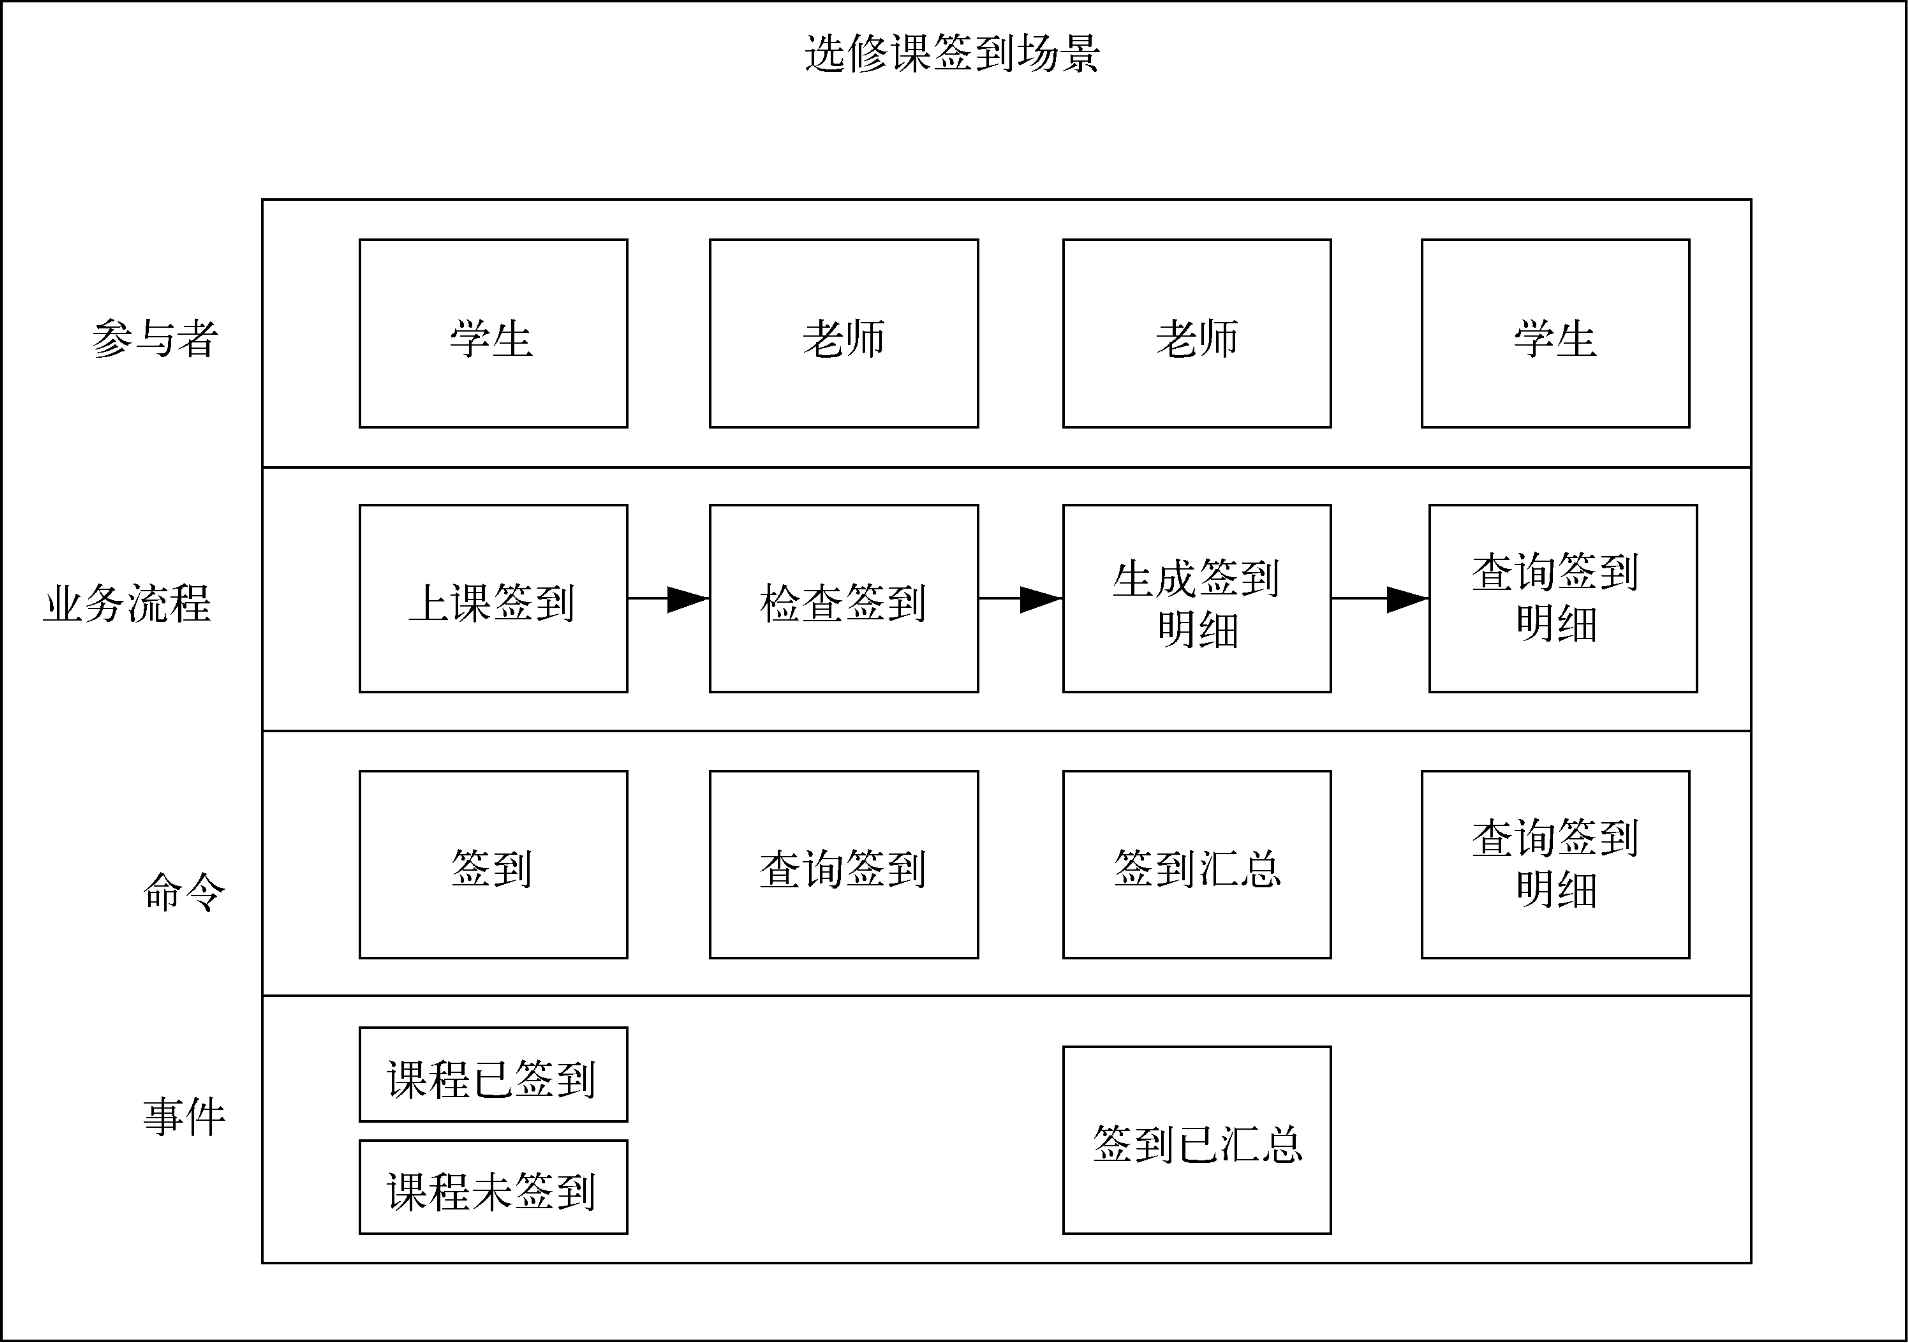 选修课签到场景
参与者
学生
老师
老师
学生
业务流程
上课签到
检查签到
生成签到
明细
查询签到
明细
命令
签到
查询签到
签到汇总
查询签到
明细
事件
课程已签到
课程未签到
签到已汇总